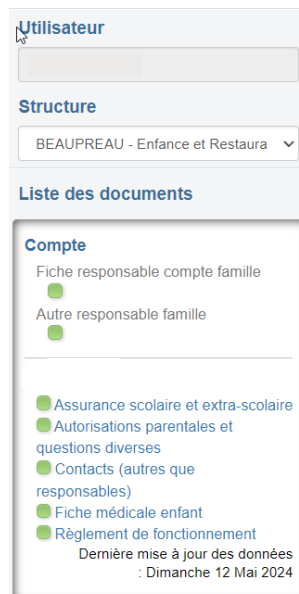 Utilisateur
Structure
BEAUPREAU - Enfance et Restaura
Liste des documents
Compte
Fiche responsable compte famille
Autre responsable famille
Assurance scolaire et extra-scolaire
Autorisations parentales et
questions diverses
Contacts (autres que
responsables)
Fiche médicale enfant
Règlement de fonctionnement
Dernière mise à jour des données
: Dimanche 12 Mai 2024